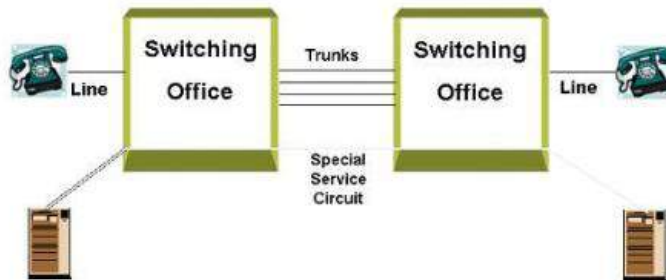 Switching
Office
Trunks
Switching
Office
Line
Line
Special
Service
Circuit